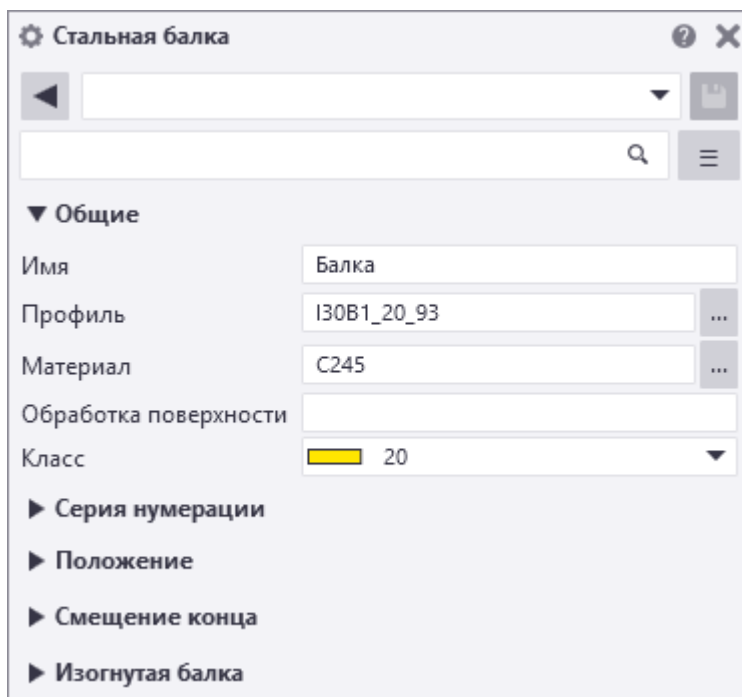 Стальная балка
Общие
Имя Балка
Профиль I30B1_20_93 ...
Материал C245 ...
Обработка поверхности
Класс 20
Серия нумерации
Положение
Смещение конца
Изогнутая балка